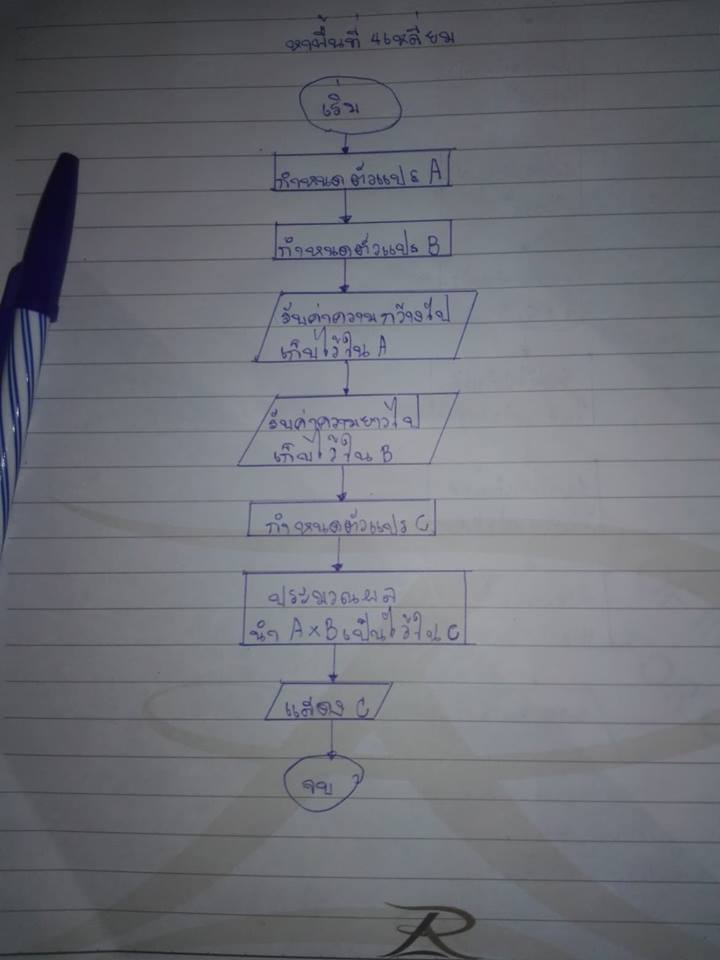 หาพื้นที่ 4เหลี่ยม
เริ่ม
กำหนดตัวแปร A
กำหนดตัวแปร B
รับค่าความกว้างไป
เก็บไว้ใน A
รับค่าความยาวไป
เก็บไว้ใน B
กำหนดตัวแปร C
ประมวณผล
นำ A×B เป็นไว้ใน C
แสดง C
จบ
R